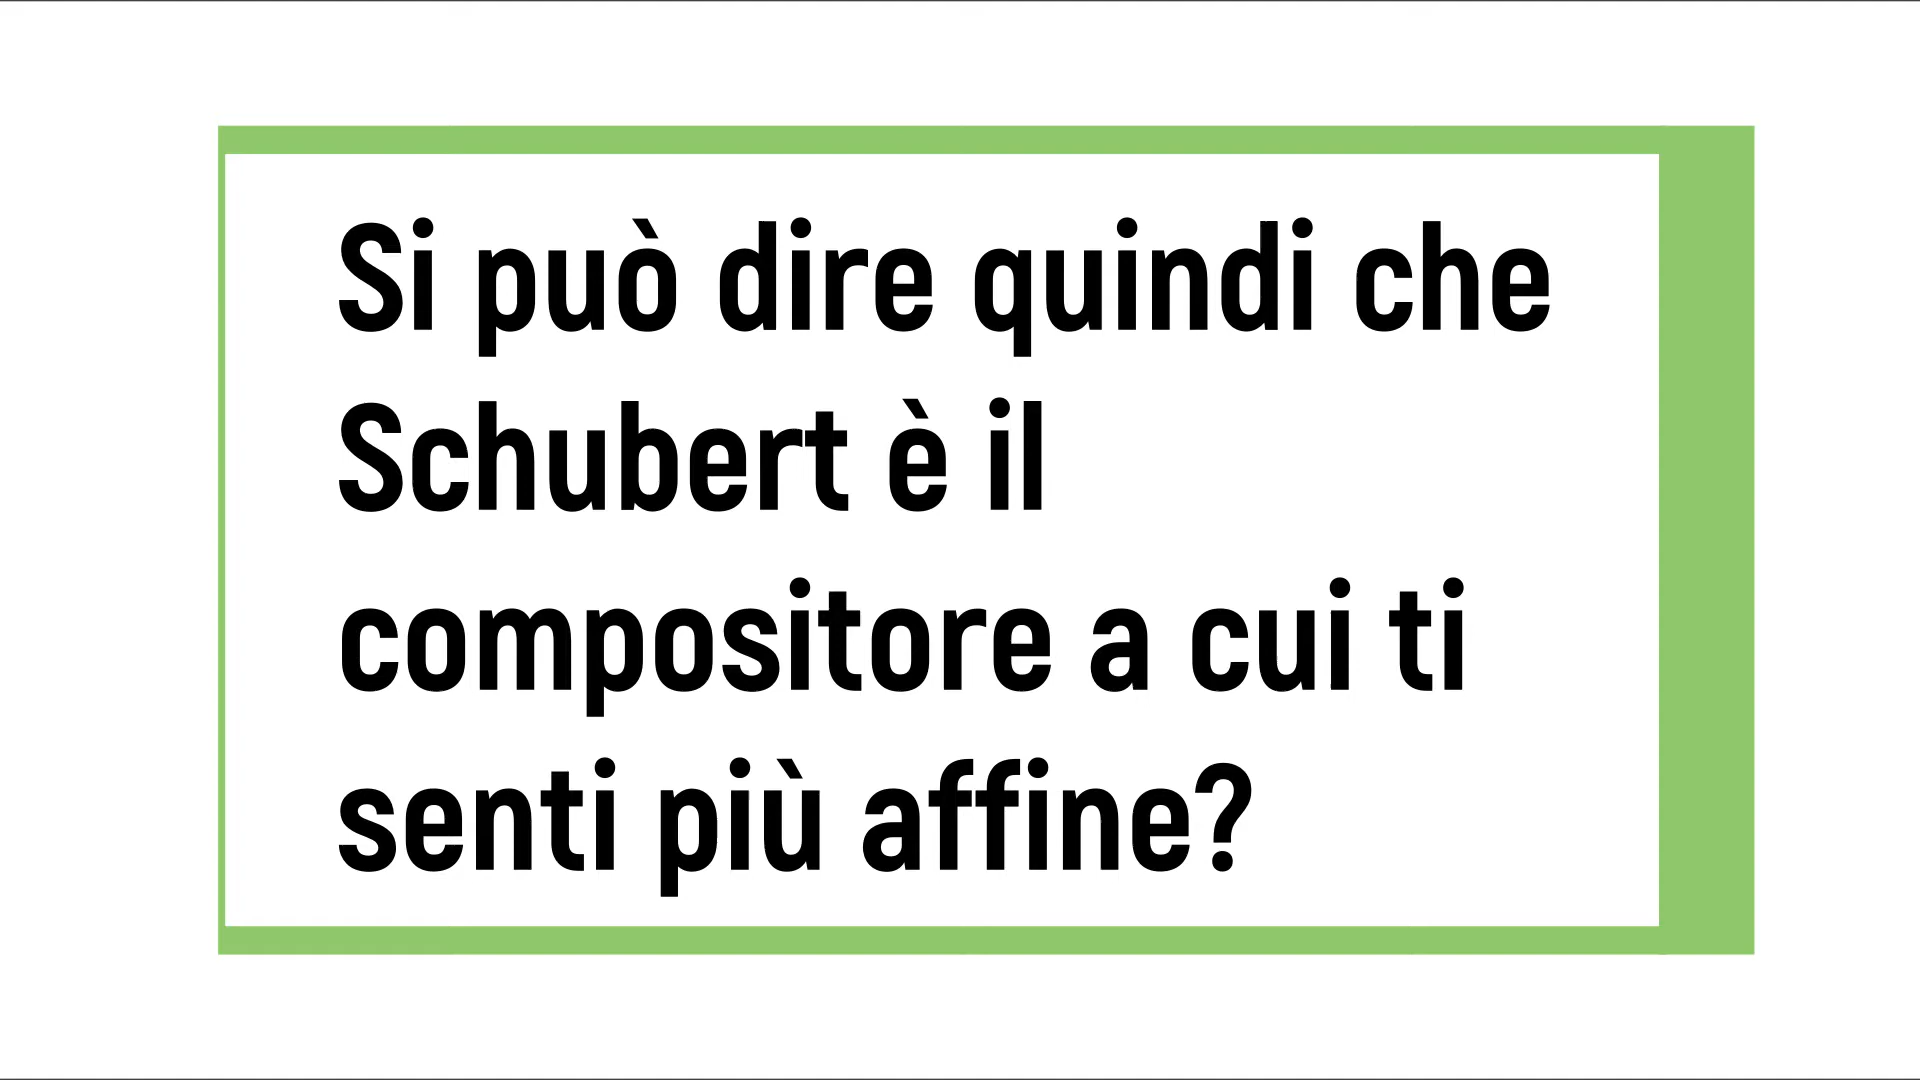 Si può dire quindi che
Schubert è il
compositore a cui ti
senti più affine?